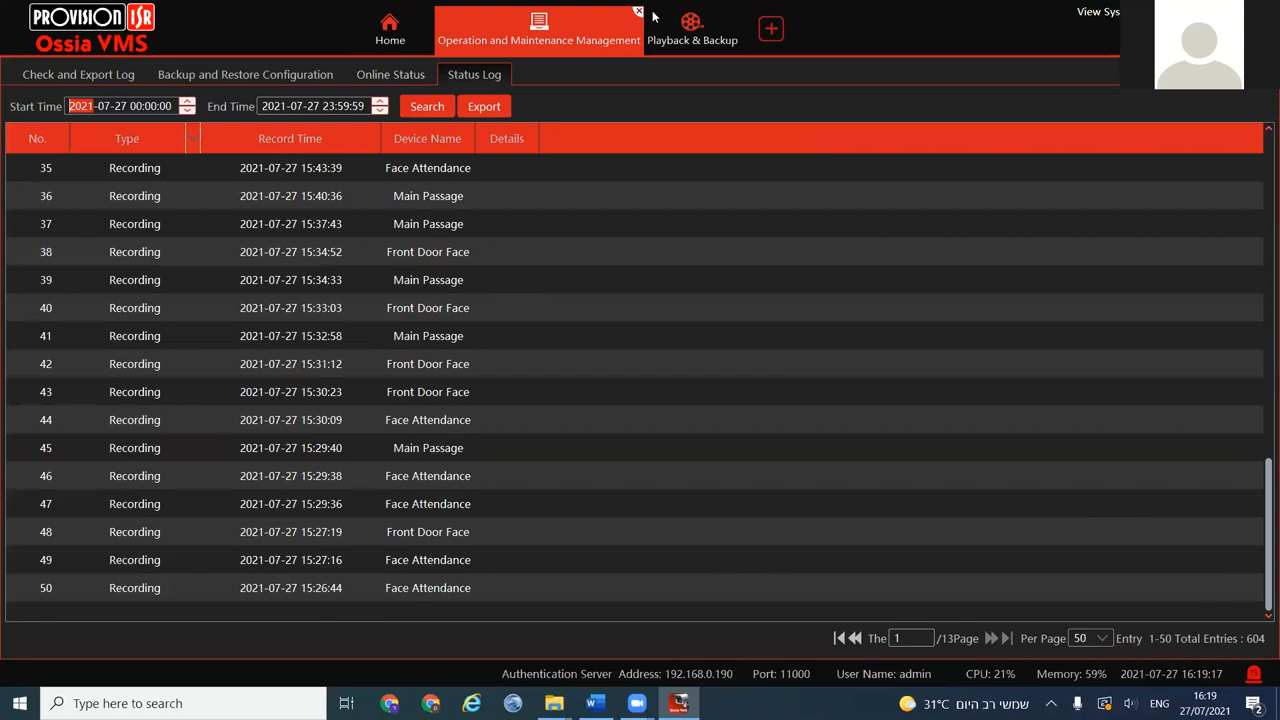 PROVISION ISR
Ossia VMS
Home
Operation and Maintenance Management
Playback & Backup
View Sys
Check and Export Log
Backup and Restore Configuration
Online Status
Status Log
Start Time 2021-07-27 00:00:00 End Time 2021-07-27 23:59:59 Search Export
No. Type Record Time Device Name Details
35 Recording 2021-07-27 15:43:39 Face Attendance
36 Recording 2021-07-27 15:40:36 Main Passage
37 Recording 2021-07-27 15:37:43 Main Passage
38 Recording 2021-07-27 15:34:52 Front Door Face
39 Recording 2021-07-27 15:34:33 Main Passage
40 Recording 2021-07-27 15:33:03 Front Door Face
41 Recording 2021-07-27 15:32:58 Main Passage
42 Recording 2021-07-27 15:31:12 Front Door Face
43 Recording 2021-07-27 15:30:23 Front Door Face
44 Recording 2021-07-27 15:30:09 Face Attendance
45 Recording 2021-07-27 15:29:40 Main Passage
46 Recording 2021-07-27 15:29:38 Face Attendance
47 Recording 2021-07-27 15:29:36 Face Attendance
48 Recording 2021-07-27 15:27:19 Front Door Face
49 Recording 2021-07-27 15:27:16 Face Attendance
50 Recording 2021-07-27 15:26:44 Face Attendance
The 1 /13Page Per Page 50 Entry 1-50 Total Entries : 604
Authentication Server Address: 192.168.0.190 Port: 11000 User Name: admin CPU: 21% Memory: 59% 2021-07-27 16:19:17
Type here to search
31°C שמשי רב היום
ENG
16:19
27/07/2021
2